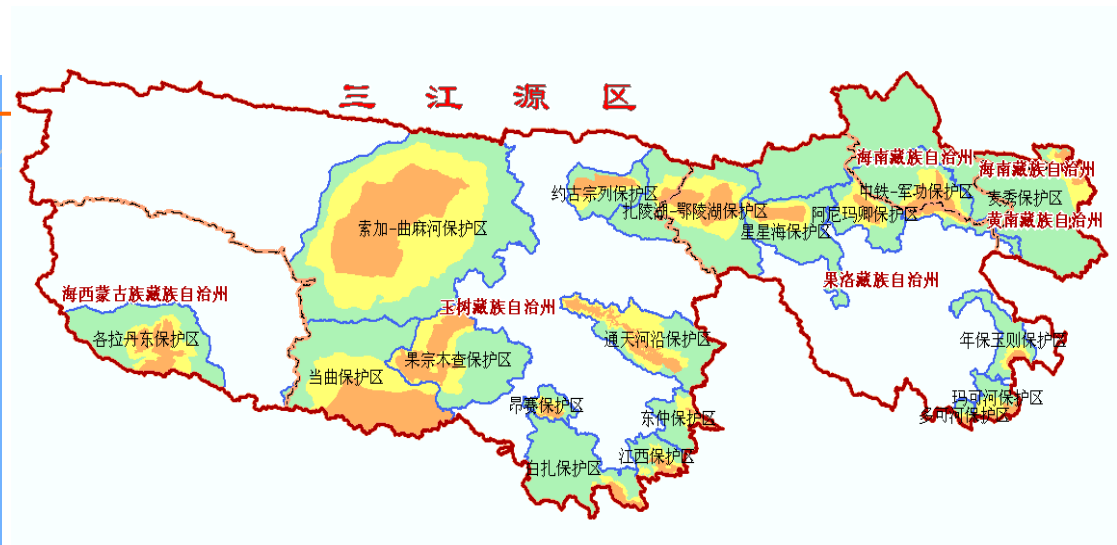 三江源区
海南藏族自治州
海南藏族自治州
约古宗列保护区
中铁-军功保护区
麦秀保护区
扎陵湖-鄂陵湖保护区
阿尼玛卿保护区
黄南藏族自治州
索加-曲麻河保护区
星星海保护区
果洛藏族自治州
海西蒙古族藏族自治州
玉树藏族自治州
各拉丹东保护区
通天河沿保护区
年保玉则保护区
果宗木查保护区
当曲保护区
玛可河保护区
昂赛保护区
东仲保护区
多可河保护区
江西保护区
白扎保护区